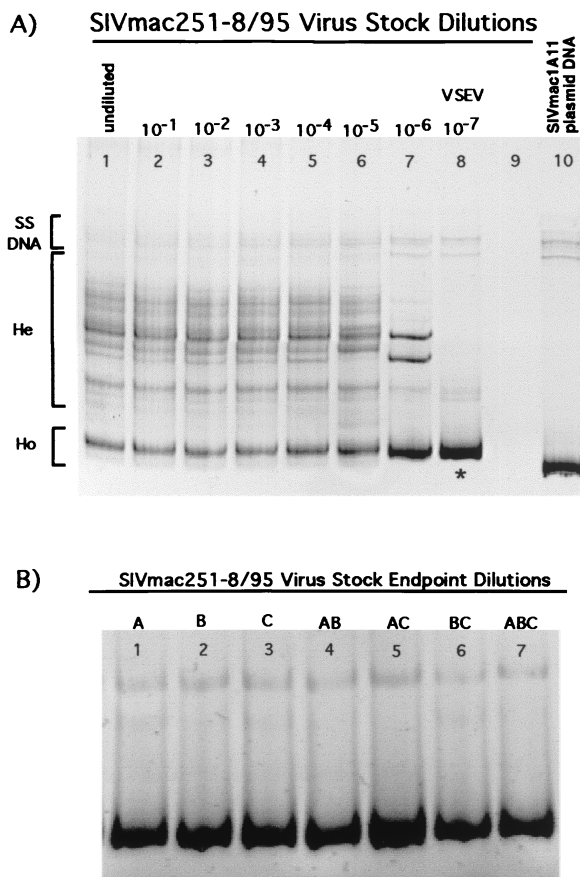 A) SIVmac251-8/95 Virus Stock Dilutions
undiluted 10-1 10-2 10-3 10-4 10-5 10-6 VSEV 10-7 SIVmac1A11 plasmid DNA
1 2 3 4 5 6 7 8 9 10
SS
DNA
He
Ho
*
B) SIVmac251-8/95 Virus Stock Endpoint Dilutions
A B C AB AC BC ABC
1 2 3 4 5 6 7